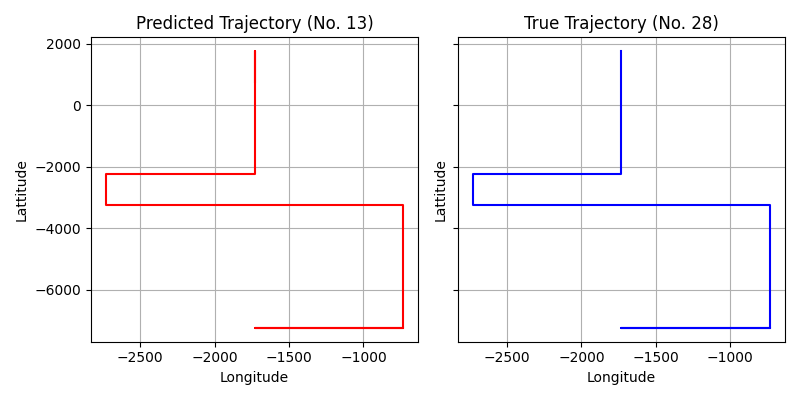 Predicted Trajectory (No. 13)
True Trajectory (No. 28)
2000
0
−2000
−4000
−6000
Lattitude
Lattitude
−2500
−2000
−1500
−1000
−2500
−2000
−1500
−1000
Longitude
Longitude